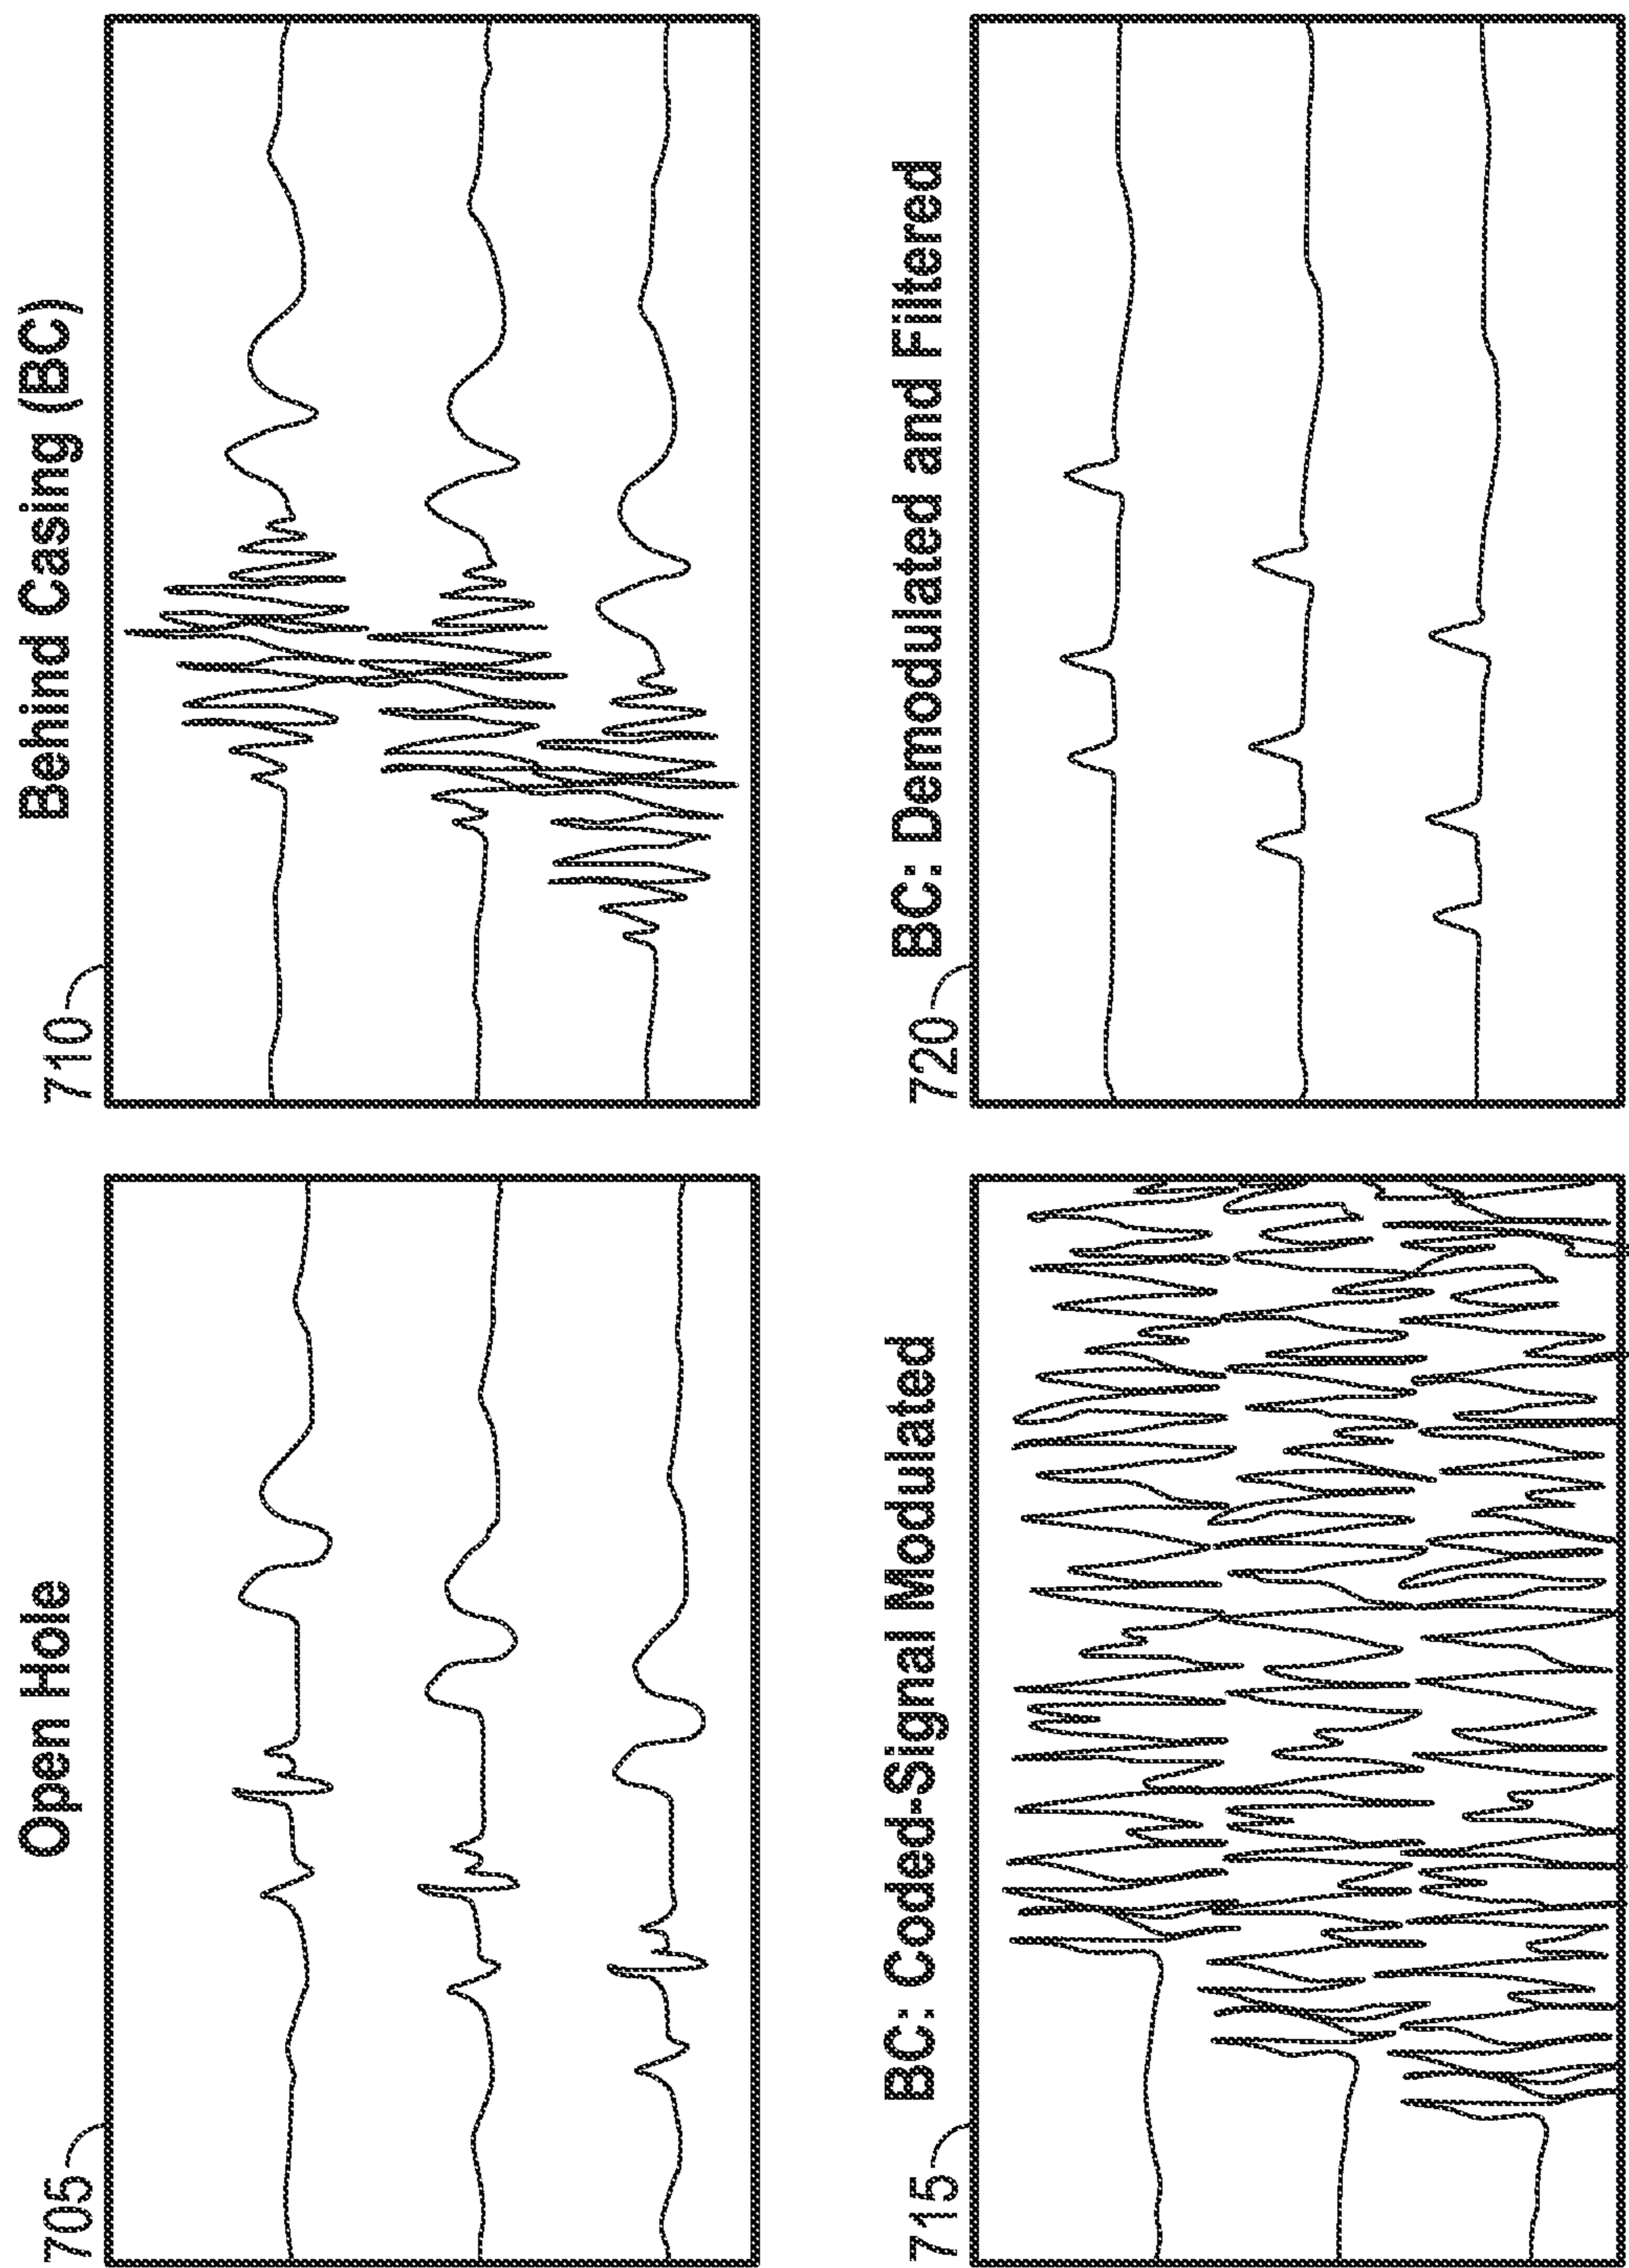 Open Hole
705
Behind Casing (BC)
710
BC: Coded-Signal Modulated
715
BC: Demodulated and Filtered
720